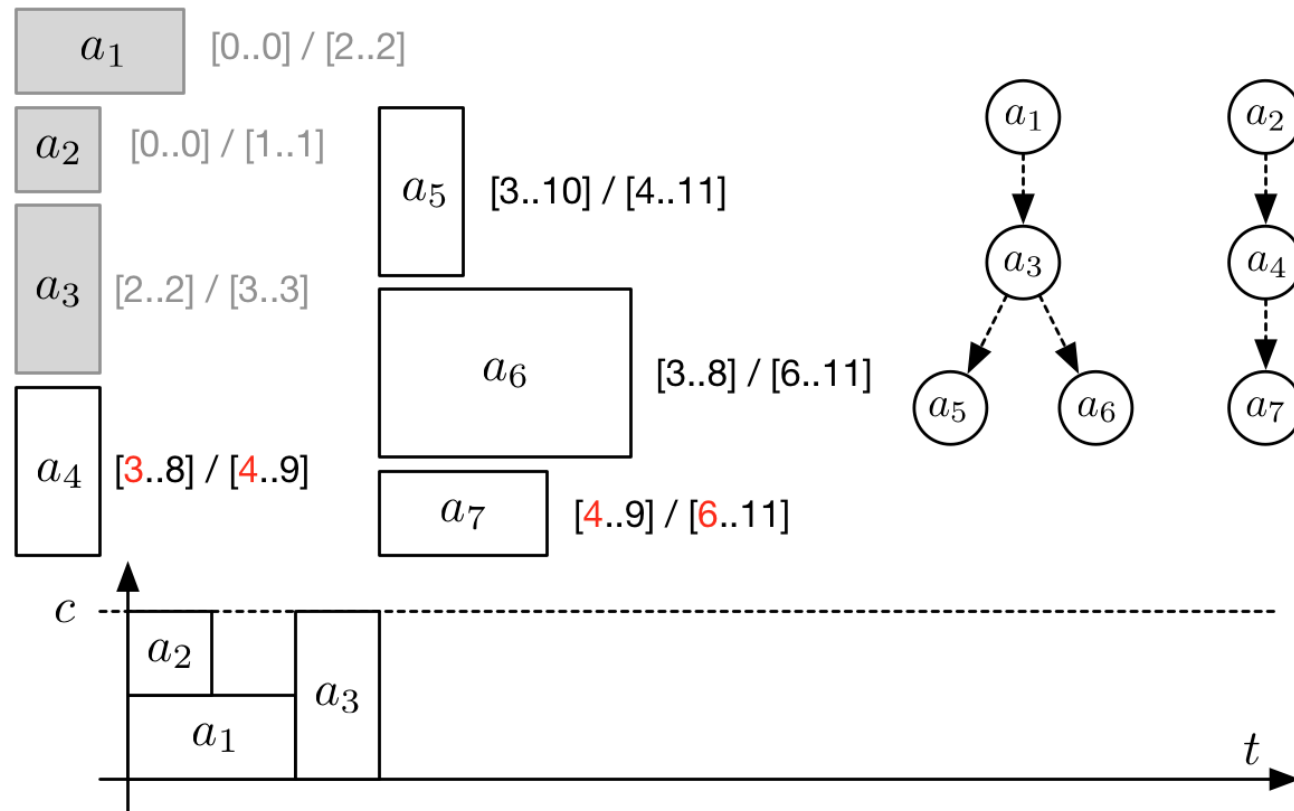 a₁ [0..0] / [2..2]
a₂ [0..0] / [1..1]
a₃ [2..2] / [3..3]
a₄ [3..8] / [4..9]
a₅ [3..10] / [4..11]
a₆ [3..8] / [6..11]
a₇ [4..9] / [6..11]
a₁ a₂
a₃ a₄
a₅ a₆ a₇
c
a₂
a₃
a₁
t